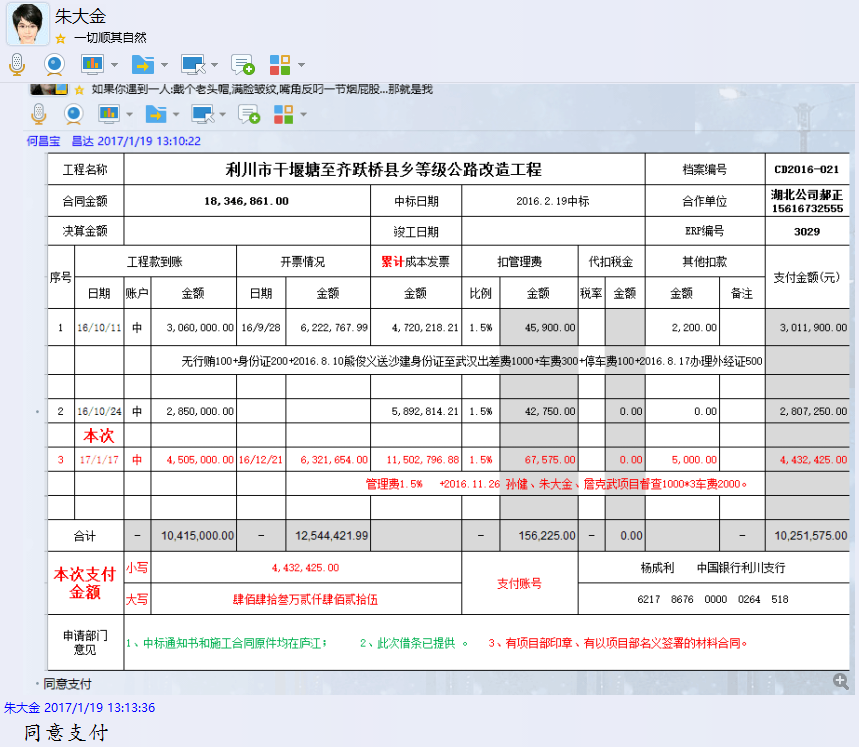 朱大金
一切顺其自然
如果你遇到一人:戴个老头帽,满脸皱纹,嘴角反叼一节烟屁股...那就是我
何昌宝 昌达 2017/1/19 13:10:22
工程名称 利川市干堰塘至齐跃桥县乡等级公路改造工程 档案编号 CD2016-021
合同金额 18,346,861.00 中标日期 2016.2.19中标 合作单位 湖北公司郝正 15616732555
决算金额 竣工日期 ERP编号 3029
序号 工程款到账 开票情况 累计成本发票 扣管理费 代扣税金 其他扣款 支付金额(元)
日期 账户 金额 日期 金额 金额 比例 金额 税率 金额 金额 备注
1 16/10/11 中 3,060,000.00 16/9/28 6,222,767.99 4,720,218.21 1.5% 45,900.00 2,200.00 3,011,900.00
无行贿100+身份证200+2016.8.10熊俊义送沙建身份证至武汉出差费1000+车费300+停车费100+2016.8.17办理外经证500
2 16/10/24 中 2,850,000.00 5,892,814.21 1.5% 42,750.00 0.00 0.00 2,807,250.00
本次
3 17/1/17 中 4,505,000.00 16/12/21 6,321,654.00 11,502,796.88 1.5% 67,575.00 0.00 5,000.00 4,432,425.00
管理费1.5% +2016.11.26 孙健、朱大金、詹克武项目督查1000*3车费2000。
合计 - 10,415,000.00 - 12,544,421.99 - 156,225.00 - 0.00 - 10,251,575.00
本次支付金额 小写 4,432,425.00 支付账号 杨成利 中国银行利川支行
大写 肆佰肆拾叁万贰仟肆佰贰拾伍 6217 8676 0000 0264 518
申请部门意见 1、中标通知书和施工合同原件均在庐江; 2、此次借条已提供 。 3、有项目部印章、有以项目部名义签署的材料合同。
同意支付
朱大金 2017/1/19 13:13:36
同意支付